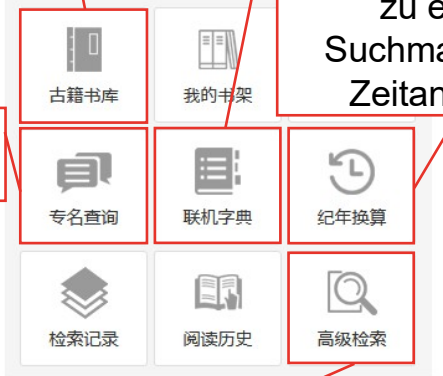 zu e
Suchma
Zeitan
古籍书库
我的书架
专名查询
联机字典
纪年换算
检索记录
阅读历史
高级检索